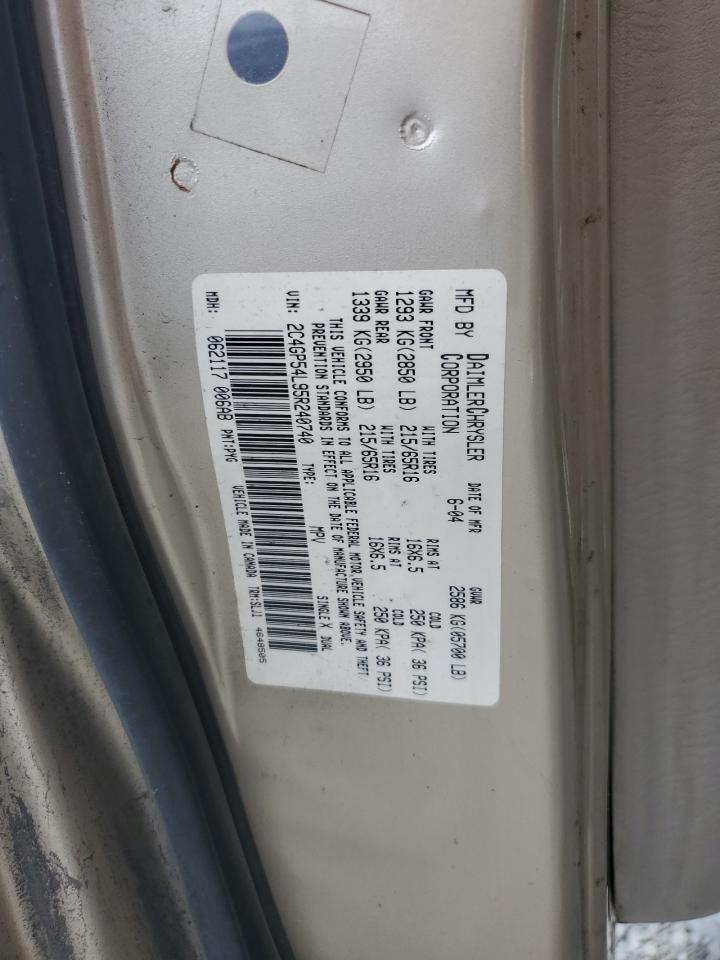 MFD BY DAIMLERCHRYSLER CORPORATION DATE OF MFR 6-04 GVWR 2586 KG(05700 LB)
GAWR FRONT WITH TIRES RIMS AT COLD
1293 KG(2850 LB) 215/65R16 16X6.5 250 KPA( 36 PSI)
GAWR REAR WITH TIRES RIMS AT COLD
1339 KG(2950 LB) 215/65R16 16X6.5 250 KPA( 36 PSI)
THIS VEHICLE CONFORMS TO ALL APPLICABLE FEDERAL MOTOR VEHICLE SAFETY AND THEFT
PREVENTION STANDARDS IN EFFECT ON THE DATE OF MANUFACTURE SHOWN ABOVE.
VIN: 2C4GP54L95R240740 TYPE: MPV SINGLE X DUAL
MDH: 062117 006AB PNT:PKG VEHICLE MADE IN CANADA TRM:SLJ1 4648505